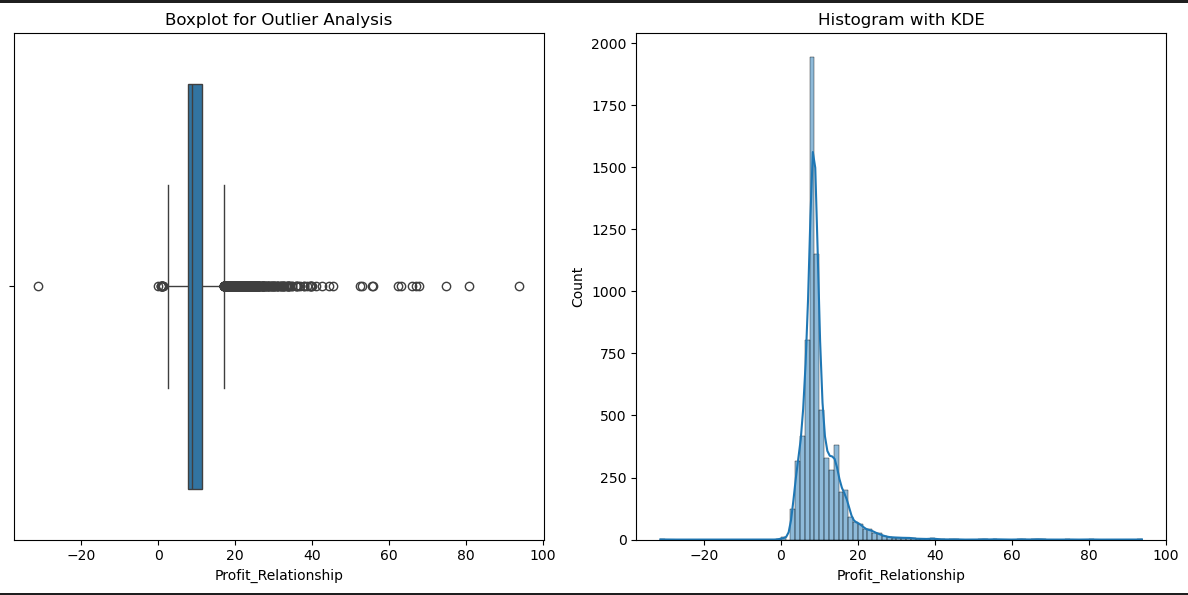 Boxplot for Outlier Analysis
−20 0 20 40 60 80 100
Profit_Relationship
Histogram with KDE
2000
1750
1500
1250
1000
750
500
250
0
Count
−20 0 20 40 60 80 100
Profit_Relationship